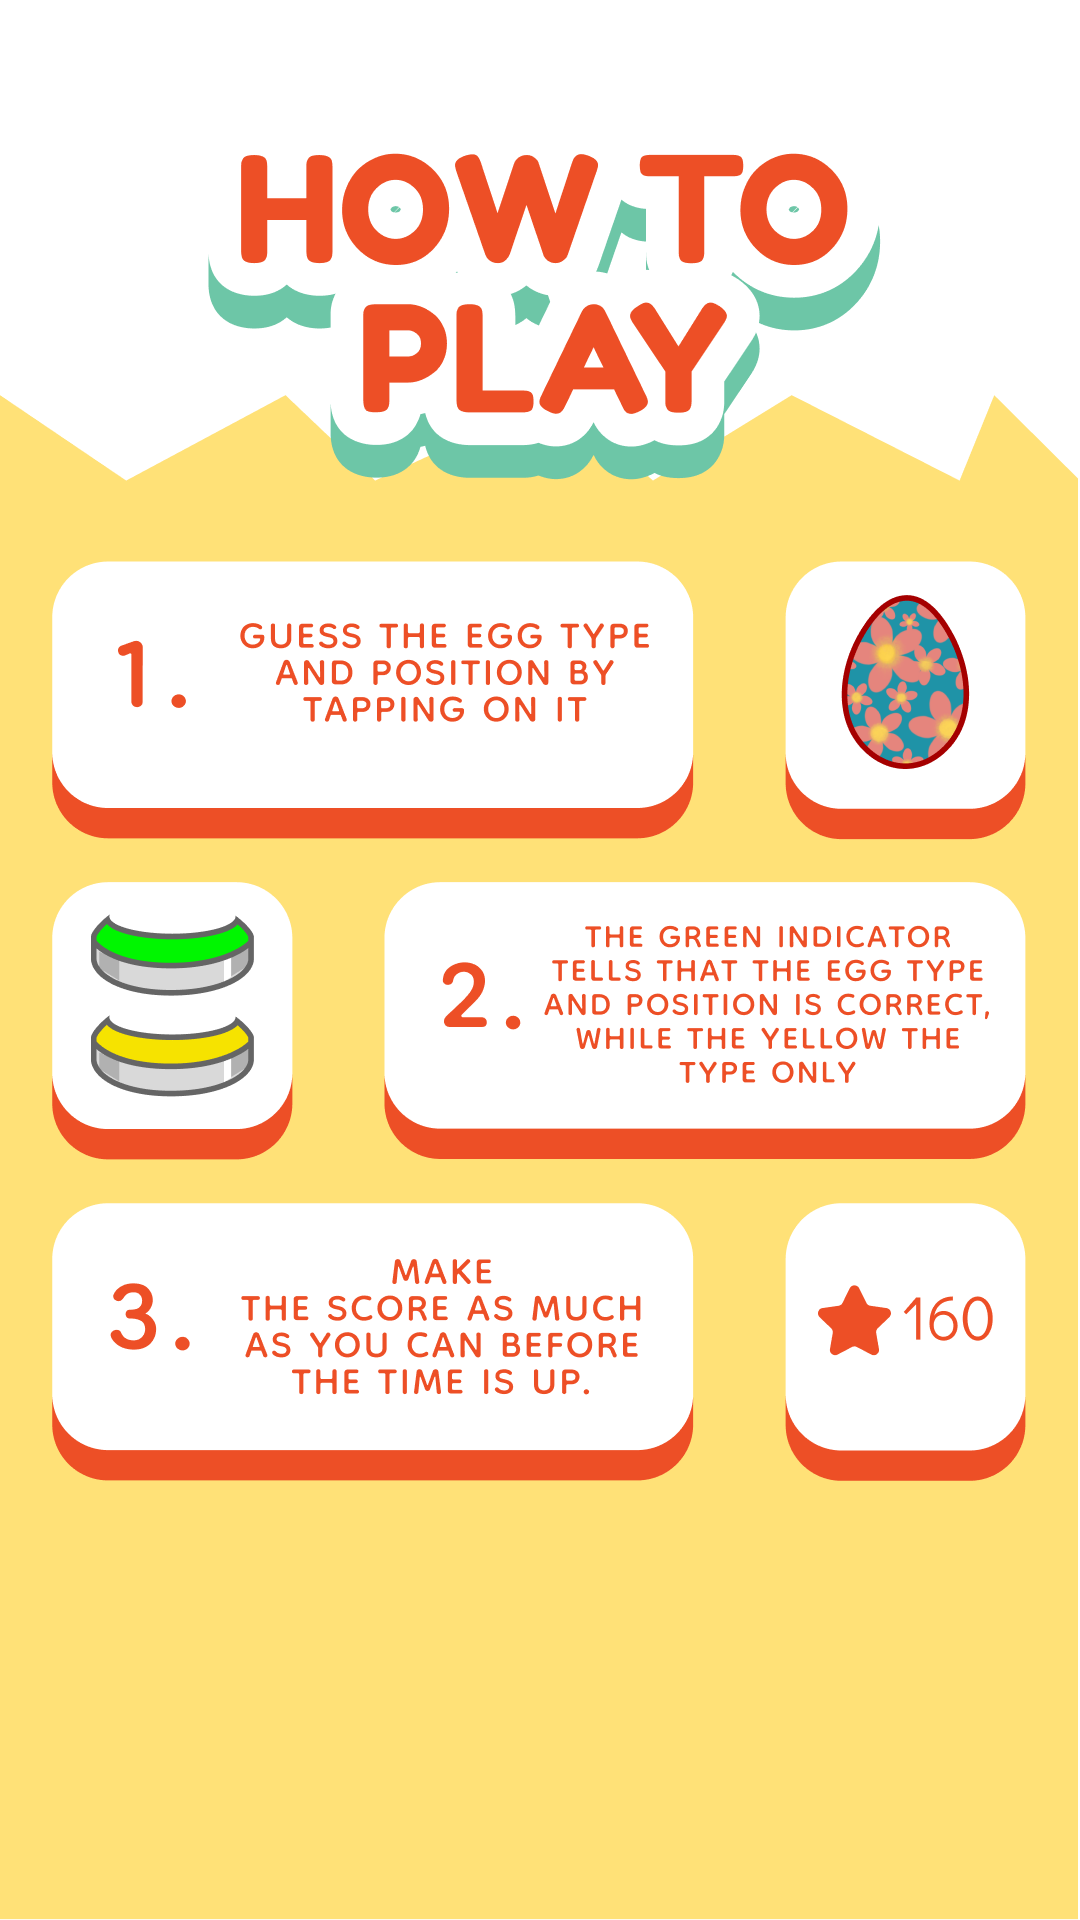 HOW TO
PLAY
1.
GUESS THE EGG TYPE
AND POSITION BY
TAPPING ON IT
2.
THE GREEN INDICATOR
TELLS THAT THE EGG TYPE
AND POSITION IS CORRECT,
WHILE THE YELLOW THE
TYPE ONLY
3.
MAKE
THE SCORE AS MUCH
AS YOU CAN BEFORE
THE TIME IS UP.
160